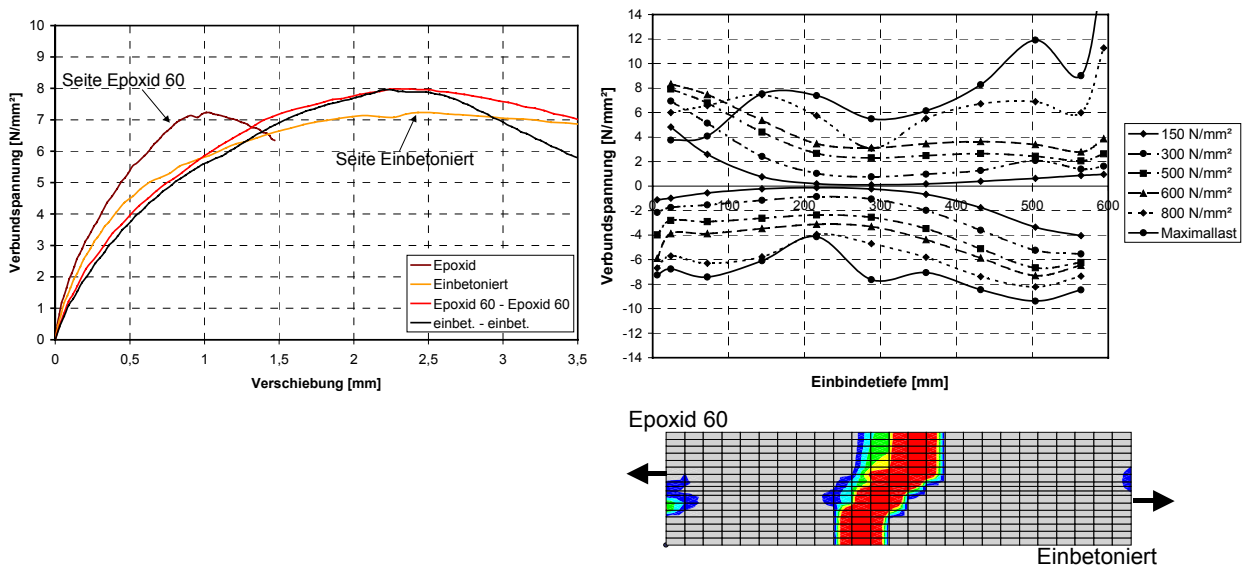 Verbundspannung [N/mm²]
10
9
8
7
6
5
4
3
2
1
0
Seite Epoxid 60
Seite Einbetoniert
Epoxid
Einbetoniert
Epoxid 60 - Epoxid 60
einbet. - einbet.
0 0,5 1 1,5 2 2,5 3 3,5
Verschiebung [mm]
Verbundspannung [N/mm²]
14
12
10
8
6
4
2
0
-2
-4
-6
-8
-10
-12
-14
0 100 200 300 400 500 600
Einbindetiefe [mm]
150 N/mm²
300 N/mm²
500 N/mm²
600 N/mm²
800 N/mm²
Maximallast
Epoxid 60
Einbetoniert